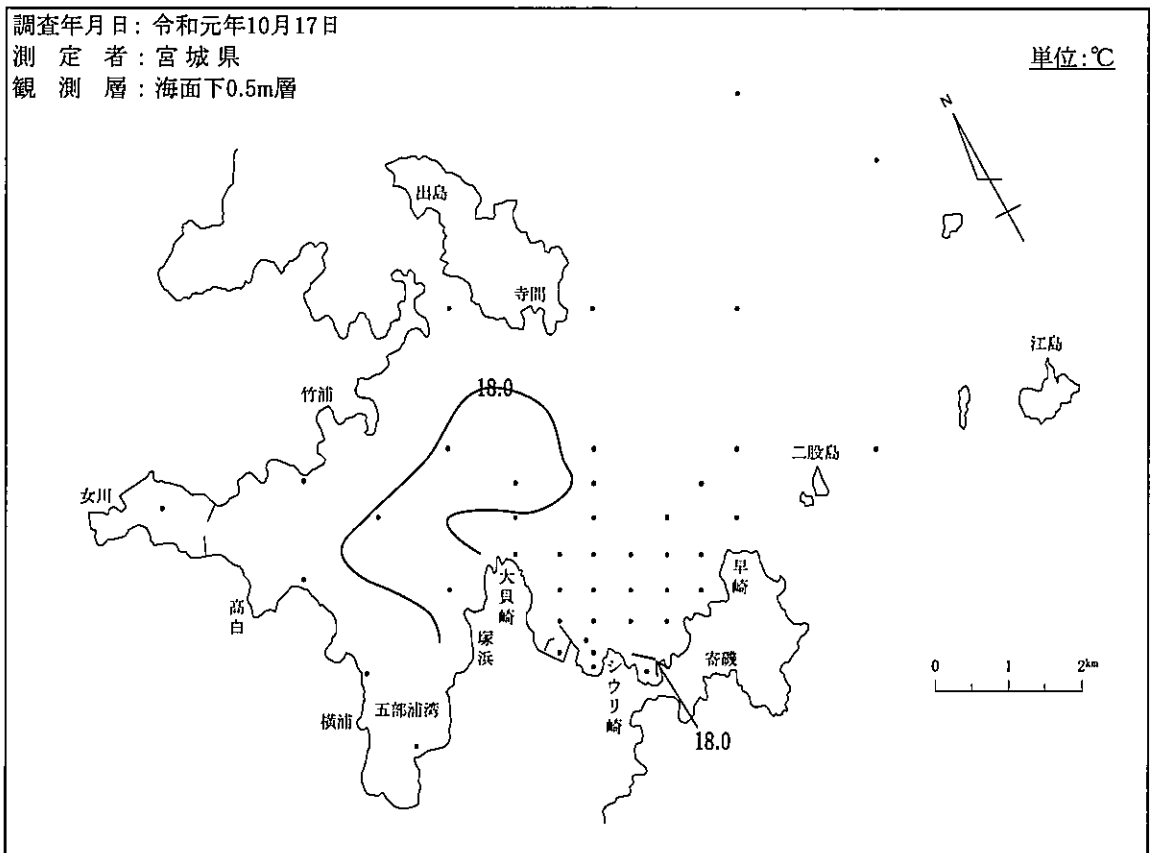 調査年月日：令和元年10月17日
測定者：宮城県
観測層：海面下0.5m層
単位：℃
N
出島
寺間
江島
18.0
竹浦
二股島
女川
大貝崎
早崎
高白
塚浜
寄磯
シウリ崎
五部浦湾
横浦
18.0
0 1 2km